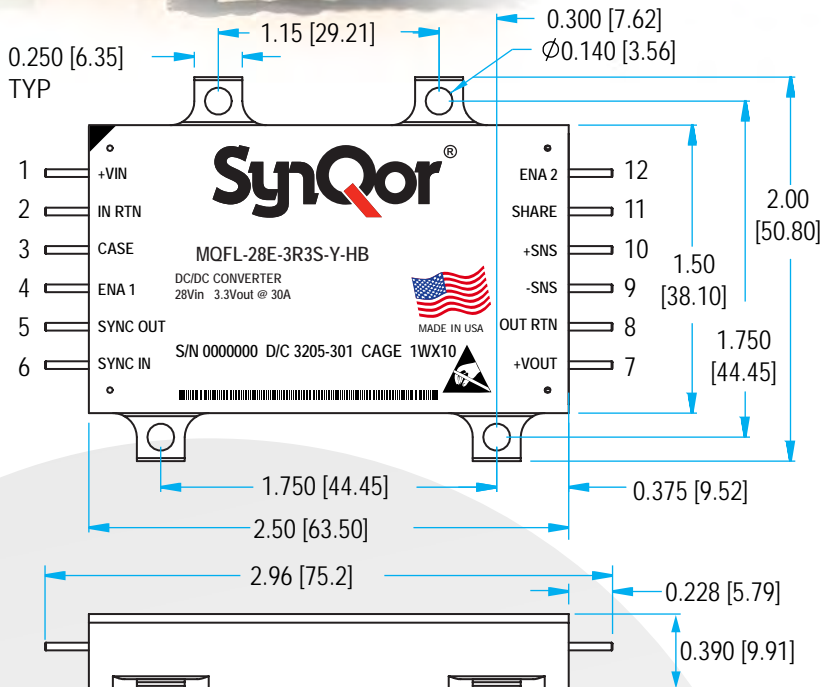 1.15 [29.21]
0.300 [7.62]
Ø0.140 [3.56]
0.250 [6.35]
TYP
SynQor®
1 +VIN
2 IN RTN
3 CASE
4 ENA 1
5 SYNC OUT
6 SYNC IN
ENA 2 12
SHARE 11
+SNS 10
-SNS 9
OUT RTN 8
+VOUT 7
MQFL-28E-3R3S-Y-HB
DC/DC CONVERTER
28Vin 3.3Vout @ 30A
MADE IN USA
S/N 0000000 D/C 3205-301 CAGE 1WX10
2.00
[50.80]
1.50
[38.10]
1.750
[44.45]
1.750 [44.45]
0.375 [9.52]
2.50 [63.50]
2.96 [75.2]
0.228 [5.79]
0.390 [9.91]